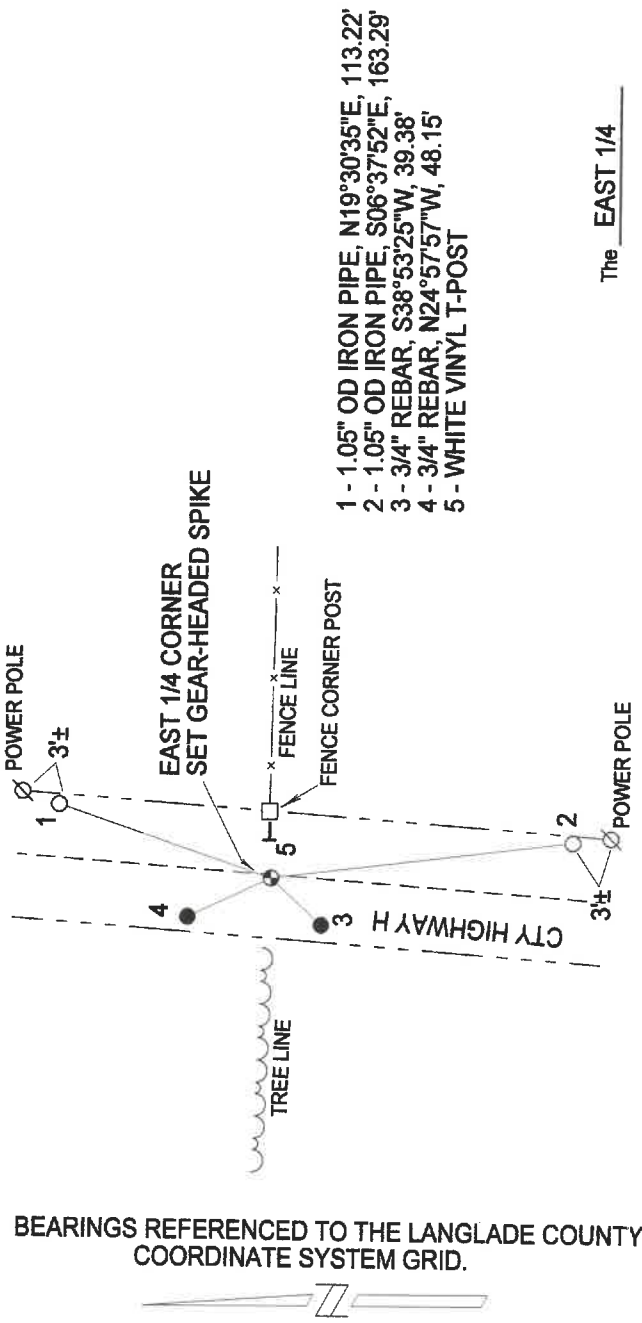 POWER POLE
3'±
1
EAST 1/4 CORNER
SET GEAR-HEADED SPIKE
4
5
FENCE LINE
FENCE CORNER POST
3
TREE LINE
CTY HIGHWAY H
2
3'±
POWER POLE
1 - 1.05" OD IRON PIPE, N19°30'35"E, 113.22'
2 - 1.05" OD IRON PIPE, S06°37'52"E, 163.29'
3 - 3/4" REBAR, S38°53'25"W, 39.38'
4 - 3/4" REBAR, N24°57'57"W, 48.15'
5 - WHITE VINYL T-POST
The EAST 1/4
BEARINGS REFERENCED TO THE LANGLADE COUNTY
COORDINATE SYSTEM GRID.